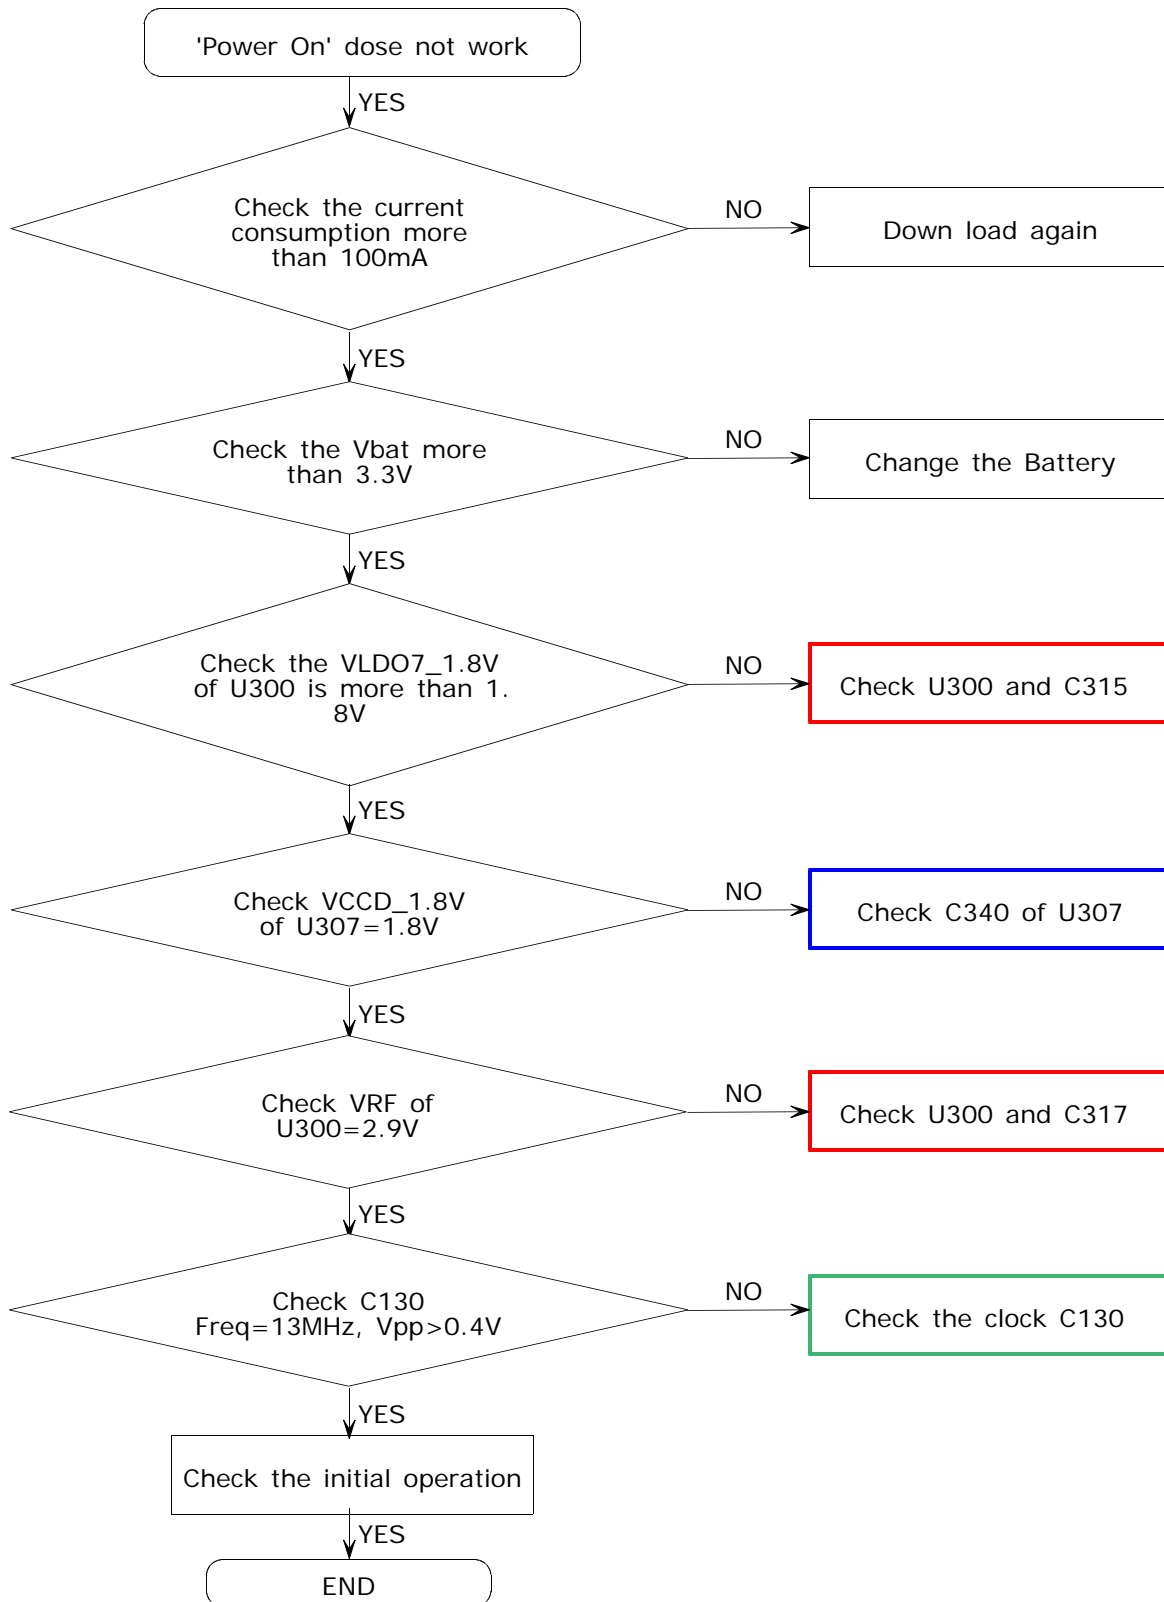 'Power On' dose not work
YES
Check the current
consumption more
than 100mA
NO
Down load again
YES
Check the Vbat more
than 3.3V
NO
Change the Battery
YES
Check the VLDO7_1.8V
of U300 is more than 1.
8V
NO
Check U300 and C315
YES
Check VCCD_1.8V
of U307=1.8V
NO
Check C340 of U307
YES
Check VRF of
U300=2.9V
NO
Check U300 and C317
YES
Check C130
Freq=13MHz, Vpp>0.4V
NO
Check the clock C130
YES
Check the initial operation
YES
END